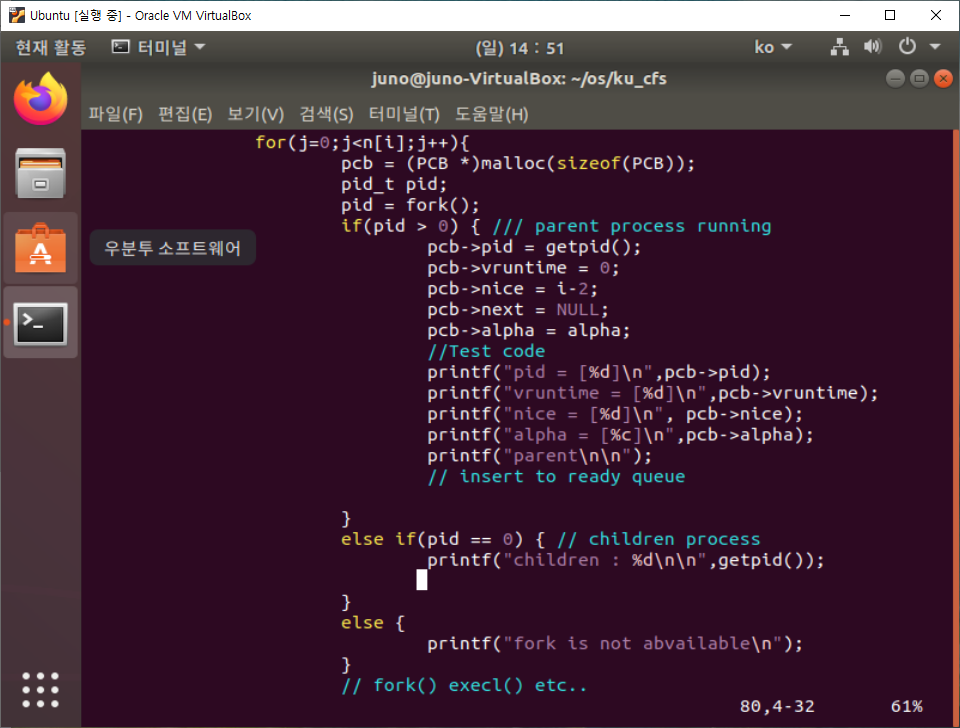 Ubuntu [실행 중] - Oracle VM VirtualBox
현재 활동 터미널 (일) 14 : 51 ko
juno@juno-VirtualBox: ~/os/ku_cfs
파일(F) 편집(E) 보기(V) 검색(S) 터미널(T) 도움말(H)
for(j=0;j<n[i];j++){
pcb = (PCB *)malloc(sizeof(PCB));
pid_t pid;
pid = fork();
if(pid > 0) { /// parent process running
우분투 소프트웨어
pcb->pid = getpid();
pcb->vruntime = 0;
pcb->nice = i-2;
pcb->next = NULL;
pcb->alpha = alpha;
//Test code
printf("pid = [%d]\n",pcb->pid);
printf("vruntime = [%d]\n",pcb->vruntime);
printf("nice = [%d]\n", pcb->nice);
printf("alpha = [%c]\n",pcb->alpha);
printf("parent\n\n");
// insert to ready queue
}
else if(pid == 0) { // children process
printf("children : %d\n\n",getpid());
}
else {
printf("fork is not abvailable\n");
}
// fork() execl() etc..
80,4-32 61%